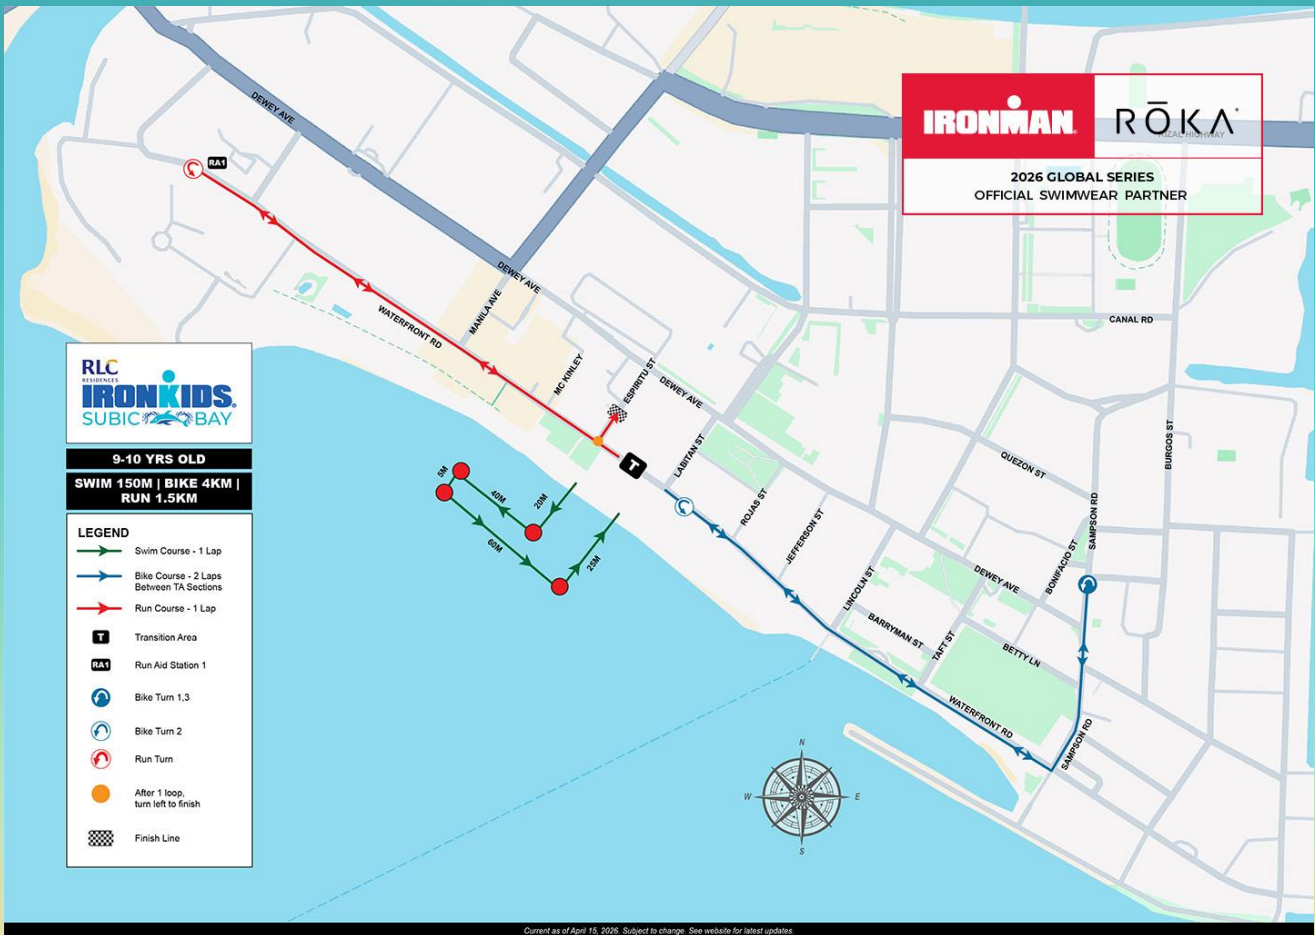 IRONMAN
RŌKA
RIZAL HIGHWAY
2026 GLOBAL SERIES
OFFICIAL SWIMWEAR PARTNER
DEWEY AVE
RA1
DEWEY AVE
MANILA AVE
WATERFRONT RD
MC KINLEY
ESPIRITU ST
DEWEY AVE
CANAL RD
T
LABITAN ST
ROJAS ST
JEFFERSON ST
LINCOLN ST
BARRYMAN ST
TAFT ST
DEWEY AVE
BETTY LN
BONIFACIO ST
QUEZON ST
SAMPSON RD
BURGOS ST
WATERFRONT RD
SAMPSON RD
5M
40M
20M
60M
25M
N
W
E
S
RLC
RESIDENCES
IRONKIDS
SUBIC BAY
9-10 YRS OLD
SWIM 150M | BIKE 4KM |
RUN 1.5KM
LEGEND
Swim Course - 1 Lap
Bike Course - 2 Laps
Between TA Sections
Run Course - 1 Lap
T
Transition Area
RA1
Run Aid Station 1
Bike Turn 1,3
Bike Turn 2
Run Turn
After 1 loop,
turn left to finish
Finish Line
Current as of April 15, 2026. Subject to change. See website for latest updates.